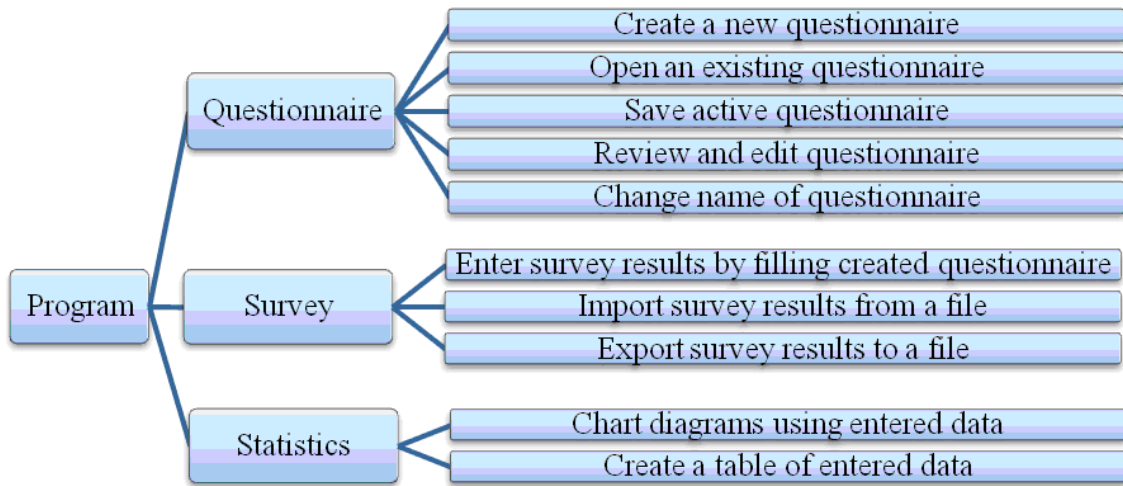 Program
Questionnaire
Create a new questionnaire
Open an existing questionnaire
Save active questionnaire
Review and edit questionnaire
Change name of questionnaire
Survey
Enter survey results by filling created questionnaire
Import survey results from a file
Export survey results to a file
Statistics
Chart diagrams using entered data
Create a table of entered data